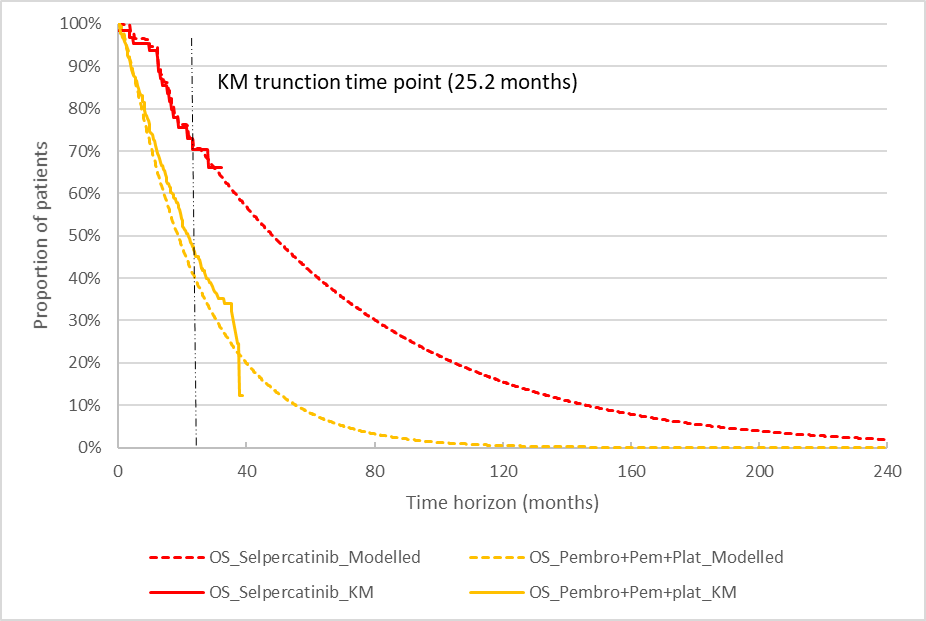 100%
90%
80%
70%
60%
50%
40%
30%
20%
10%
0%
Proportion of patients
KM trunction time point (25.2 months)
0 40 80 120 160 200 240
Time horizon (months)
OS_Selpercatinib_Modelled OS_Pembro+Pem+Plat_Modelled
OS_Selpercatinib_KM OS_Pembro+Pem+plat_KM